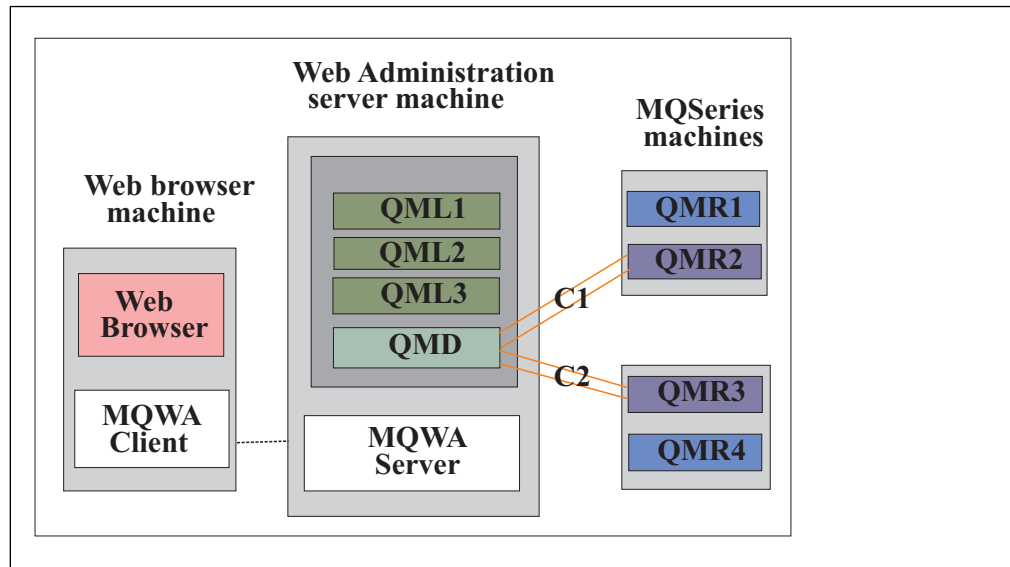 Web Administration
server machine
MQSeries
machines
Web browser
machine
QML1
QML2
QML3
QMD
QMR1
QMR2
C1
C2
QMR3
QMR4
Web
Browser
MQWA
Client
MQWA
Server